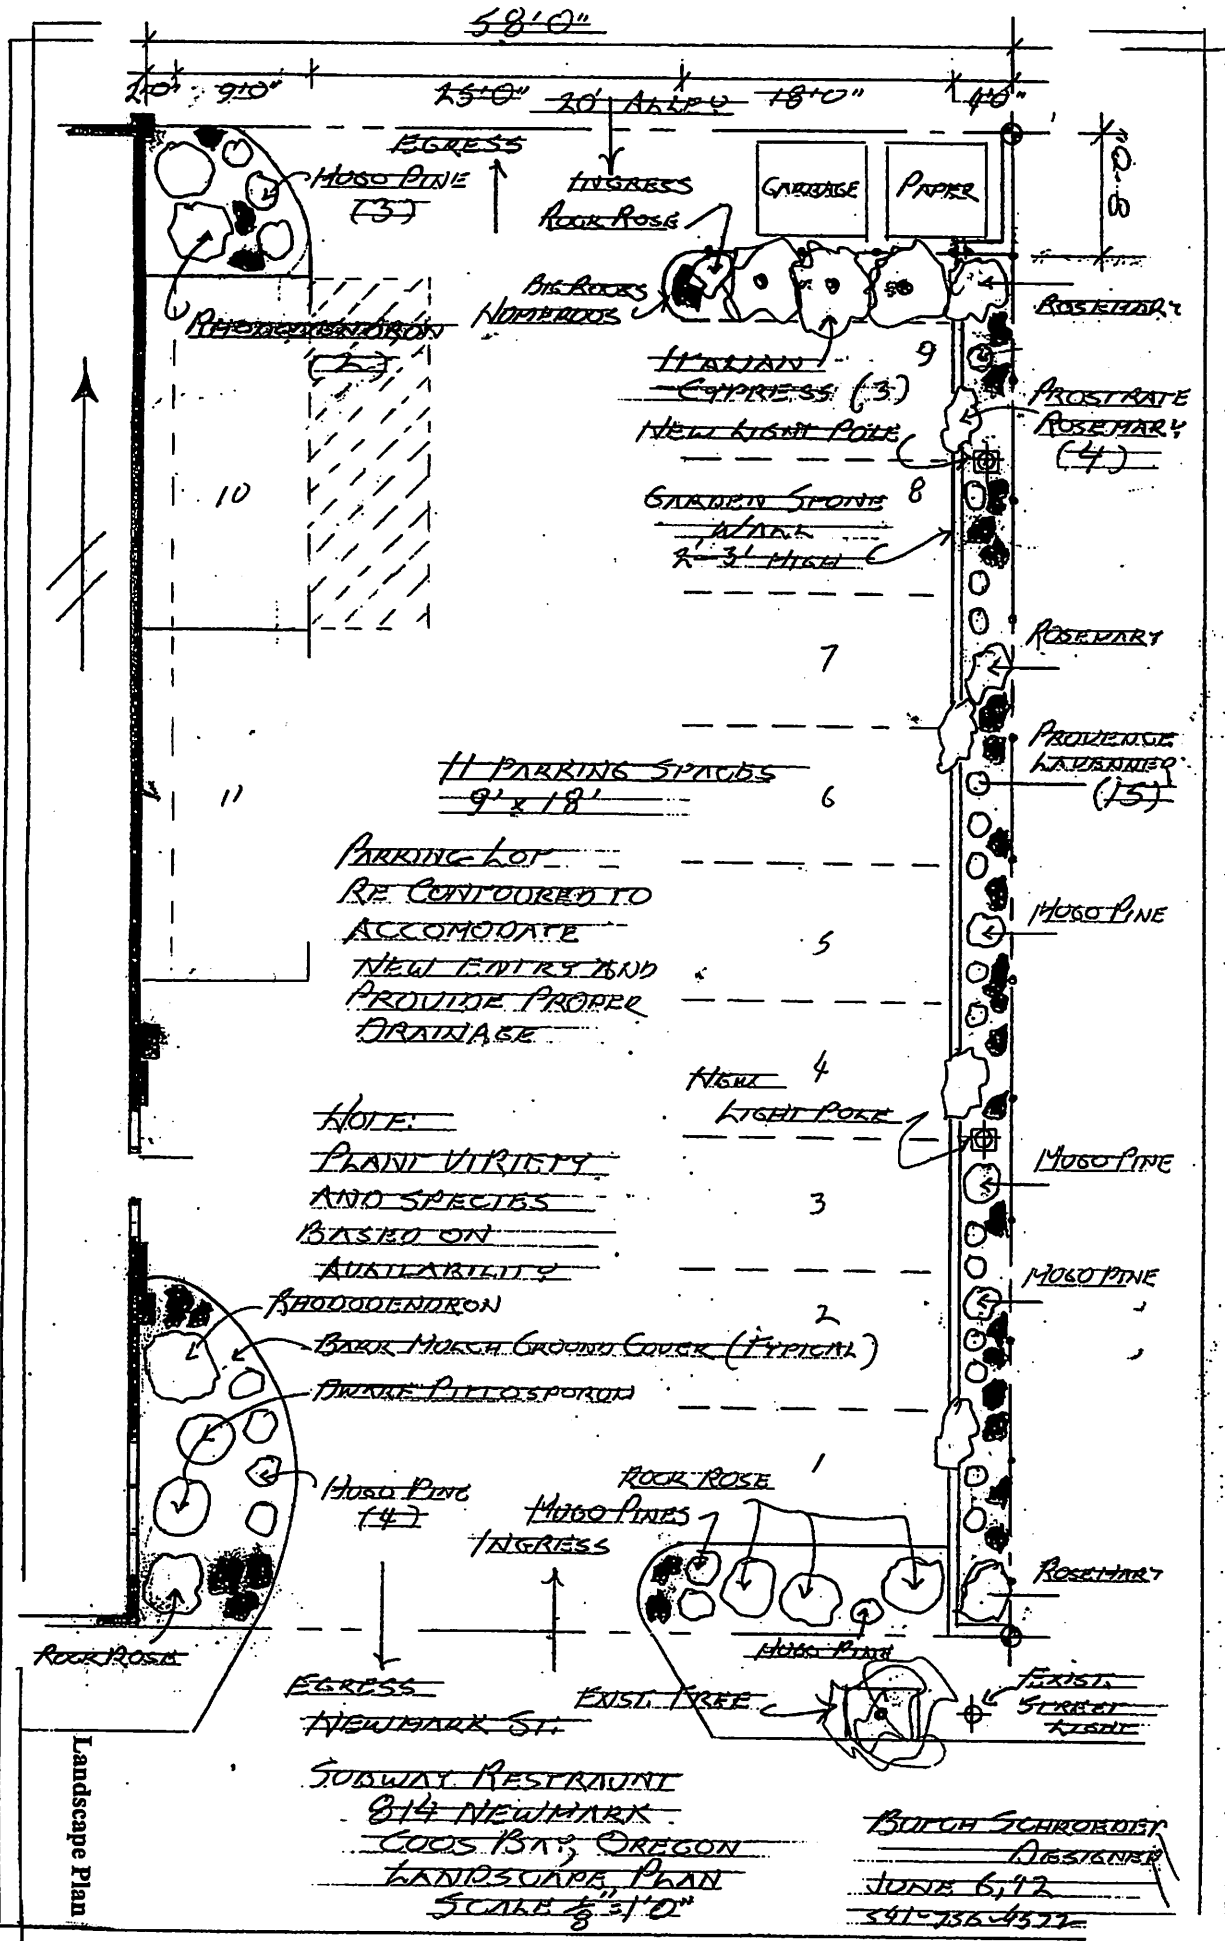 58'0"
2'0" 9'0" 25'0" 18'0" 4'0"
20' ALLEY
8'-0"
EGRESS
INGRESS
GARBAGE
PAPER
MUGO PINE
(3)
ROCK ROSE
BIG ROCKS
NUMEROUS
ROSEMARY
RHODODENDRON
(2)
ITALIAN
CYPRESS (3)
9
PROSTRATE
ROSEMARY
(4)
NEW LIGHT POLE
10
GARDEN STONE
WALL
2'-3' HIGH
8
ROSEMARY
7
PROVENCE
LAVENDER
(15)
11 PARKING SPACES
9' x 18'
11
6
PARKING LOT
RE CONTOURED TO
ACCOMODATE
NEW ENTRY AND
PROVIDE PROPER
DRAINAGE
MUGO PINE
5
NEW
LIGHT POLE
4
NOTE:
PLANT VIRIETY
AND SPECIES
BASED ON
AVAILABILITY
MUGO PINE
3
MUGO PINE
RHODODENDRON
2
BARK MULCH GROUND COVER (TYPICAL)
DWARF PITTOSPORON
1
ROCK ROSE
MUGO PINE
(4)
MUGO PINES
INGRESS
ROSEMARY
ROCK ROSE
MUGO PINE
EGRESS
EXIST. TREE
EXIST.
STREET
LIGHT
NEWMARK ST.
SUBWAY RESTRAUNT
814 NEWMARK
COOS BAY, OREGON
LANDSCAPE PLAN
SCALE 1/8"=1'0"
BUTCH SCHROEDER
DESIGNER
JUNE 6, 12
Landscape Plan